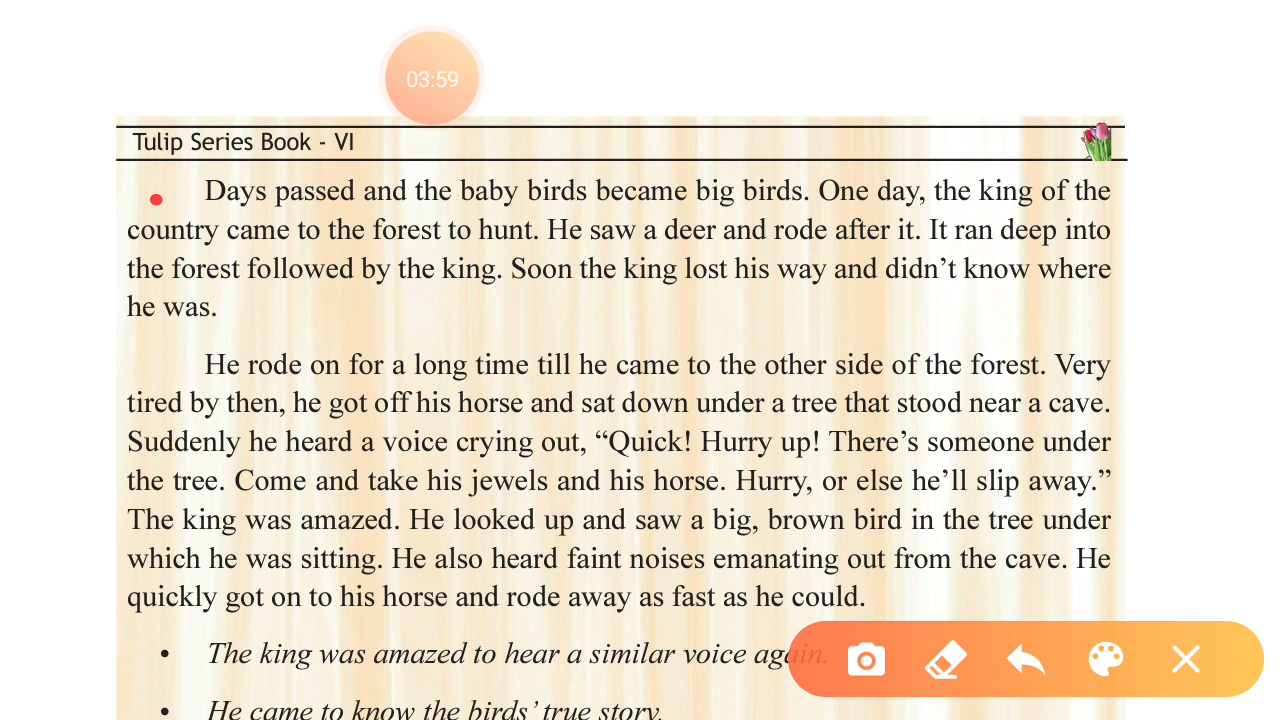 03:59
Tulip Series Book - VI
Days passed and the baby birds became big birds. One day, the king of the
country came to the forest to hunt. He saw a deer and rode after it. It ran deep into
the forest followed by the king. Soon the king lost his way and didn’t know where
he was.
He rode on for a long time till he came to the other side of the forest. Very
tired by then, he got off his horse and sat down under a tree that stood near a cave.
Suddenly he heard a voice crying out, “Quick! Hurry up! There’s someone under
the tree. Come and take his jewels and his horse. Hurry, or else he’ll slip away.”
The king was amazed. He looked up and saw a big, brown bird in the tree under
which he was sitting. He also heard faint noises emanating out from the cave. He
quickly got on to his horse and rode away as fast as he could.
• The king was amazed to hear a similar voice again.
• He came to know the birds’ true story.